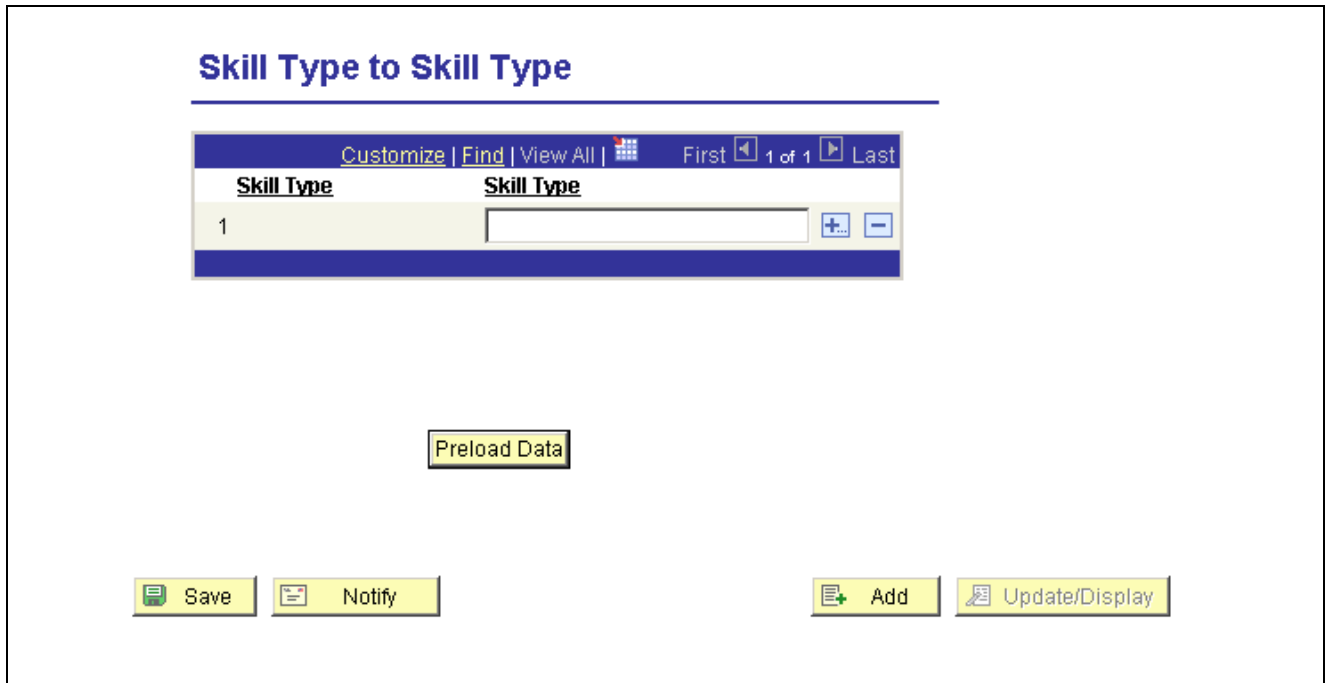 Skill Type to Skill Type
Customize | Find | View All | First 1 of 1 Last
Skill Type Skill Type
1
Preload Data
Save Notify Add Update/Display